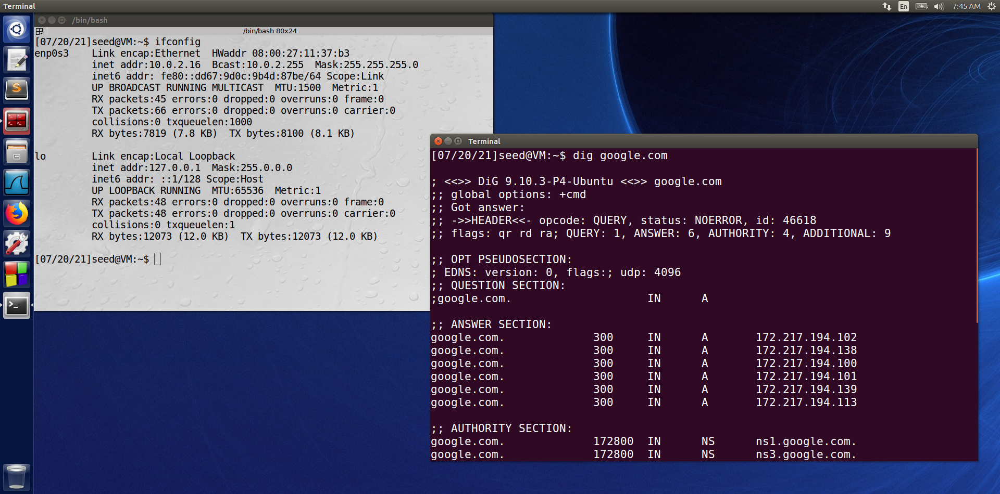 Terminal
En
7:45 AM
/bin/bash
/bin/bash 80x24
[07/20/21]seed@VM:~$ ifconfig
enp0s3    Link encap:Ethernet  HWaddr 08:00:27:11:37:b3
          inet addr:10.0.2.16  Bcast:10.0.2.255  Mask:255.255.255.0
          inet6 addr: fe80::dd67:9d0c:9b4d:87be/64 Scope:Link
          UP BROADCAST RUNNING MULTICAST  MTU:1500  Metric:1
          RX packets:45 errors:0 dropped:0 overruns:0 frame:0
          TX packets:66 errors:0 dropped:0 overruns:0 carrier:0
          collisions:0 txqueuelen:1000
          RX bytes:7819 (7.8 KB)  TX bytes:8100 (8.1 KB)
lo        Link encap:Local Loopback
          inet addr:127.0.0.1  Mask:255.0.0.0
          inet6 addr: ::1/128 Scope:Host
          UP LOOPBACK RUNNING  MTU:65536  Metric:1
          RX packets:48 errors:0 dropped:0 overruns:0 frame:0
          TX packets:48 errors:0 dropped:0 overruns:0 carrier:0
          collisions:0 txqueuelen:1
          RX bytes:12073 (12.0 KB)  TX bytes:12073 (12.0 KB)
[07/20/21]seed@VM:~$
Terminal
[07/20/21]seed@VM:~$ dig google.com
; <<>> DiG 9.10.3-P4-Ubuntu <<>> google.com
;; global options: +cmd
;; Got answer:
;; ->>HEADER<<- opcode: QUERY, status: NOERROR, id: 46618
;; flags: qr rd ra; QUERY: 1, ANSWER: 6, AUTHORITY: 4, ADDITIONAL: 9
;; OPT PSEUDOSECTION:
; EDNS: version: 0, flags:; udp: 4096
;; QUESTION SECTION:
;google.com.                    IN      A
;; ANSWER SECTION:
google.com.             300     IN      A       172.217.194.102
google.com.             300     IN      A       172.217.194.138
google.com.             300     IN      A       172.217.194.100
google.com.             300     IN      A       172.217.194.101
google.com.             300     IN      A       172.217.194.139
google.com.             300     IN      A       172.217.194.113
;; AUTHORITY SECTION:
google.com.             172800  IN      NS      ns1.google.com.
google.com.             172800  IN      NS      ns3.google.com.